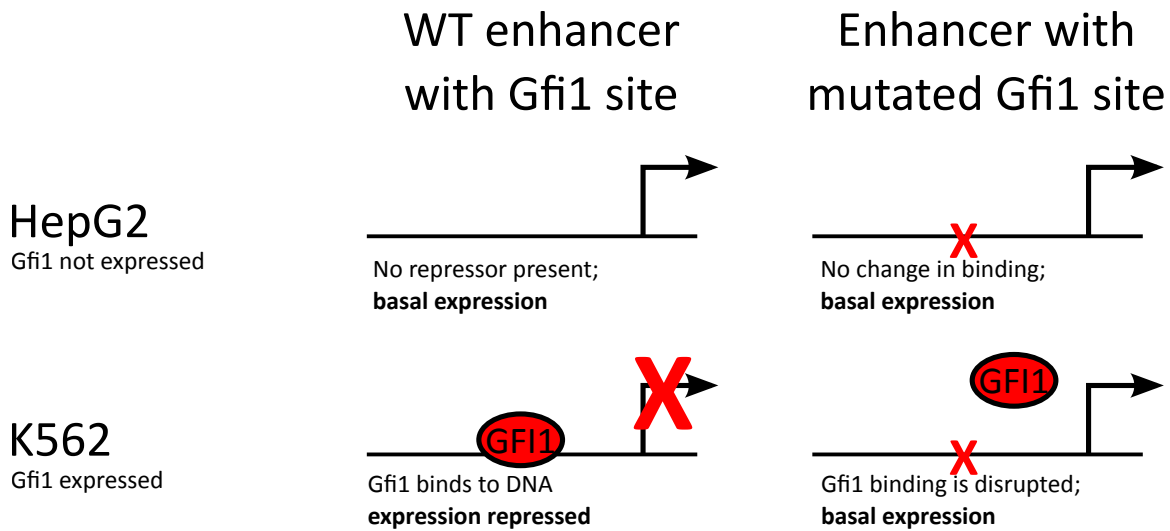 WT enhancer
with Gfi1 site
Enhancer with
mutated Gfi1 site
HepG2
Gfi1 not expressed
No repressor present;
basal expression
X
No change in binding;
basal expression
K562
Gfi1 expressed
GFI1
X
Gfi1 binds to DNA
expression repressed
GFI1
X
Gfi1 binding is disrupted;
basal expression